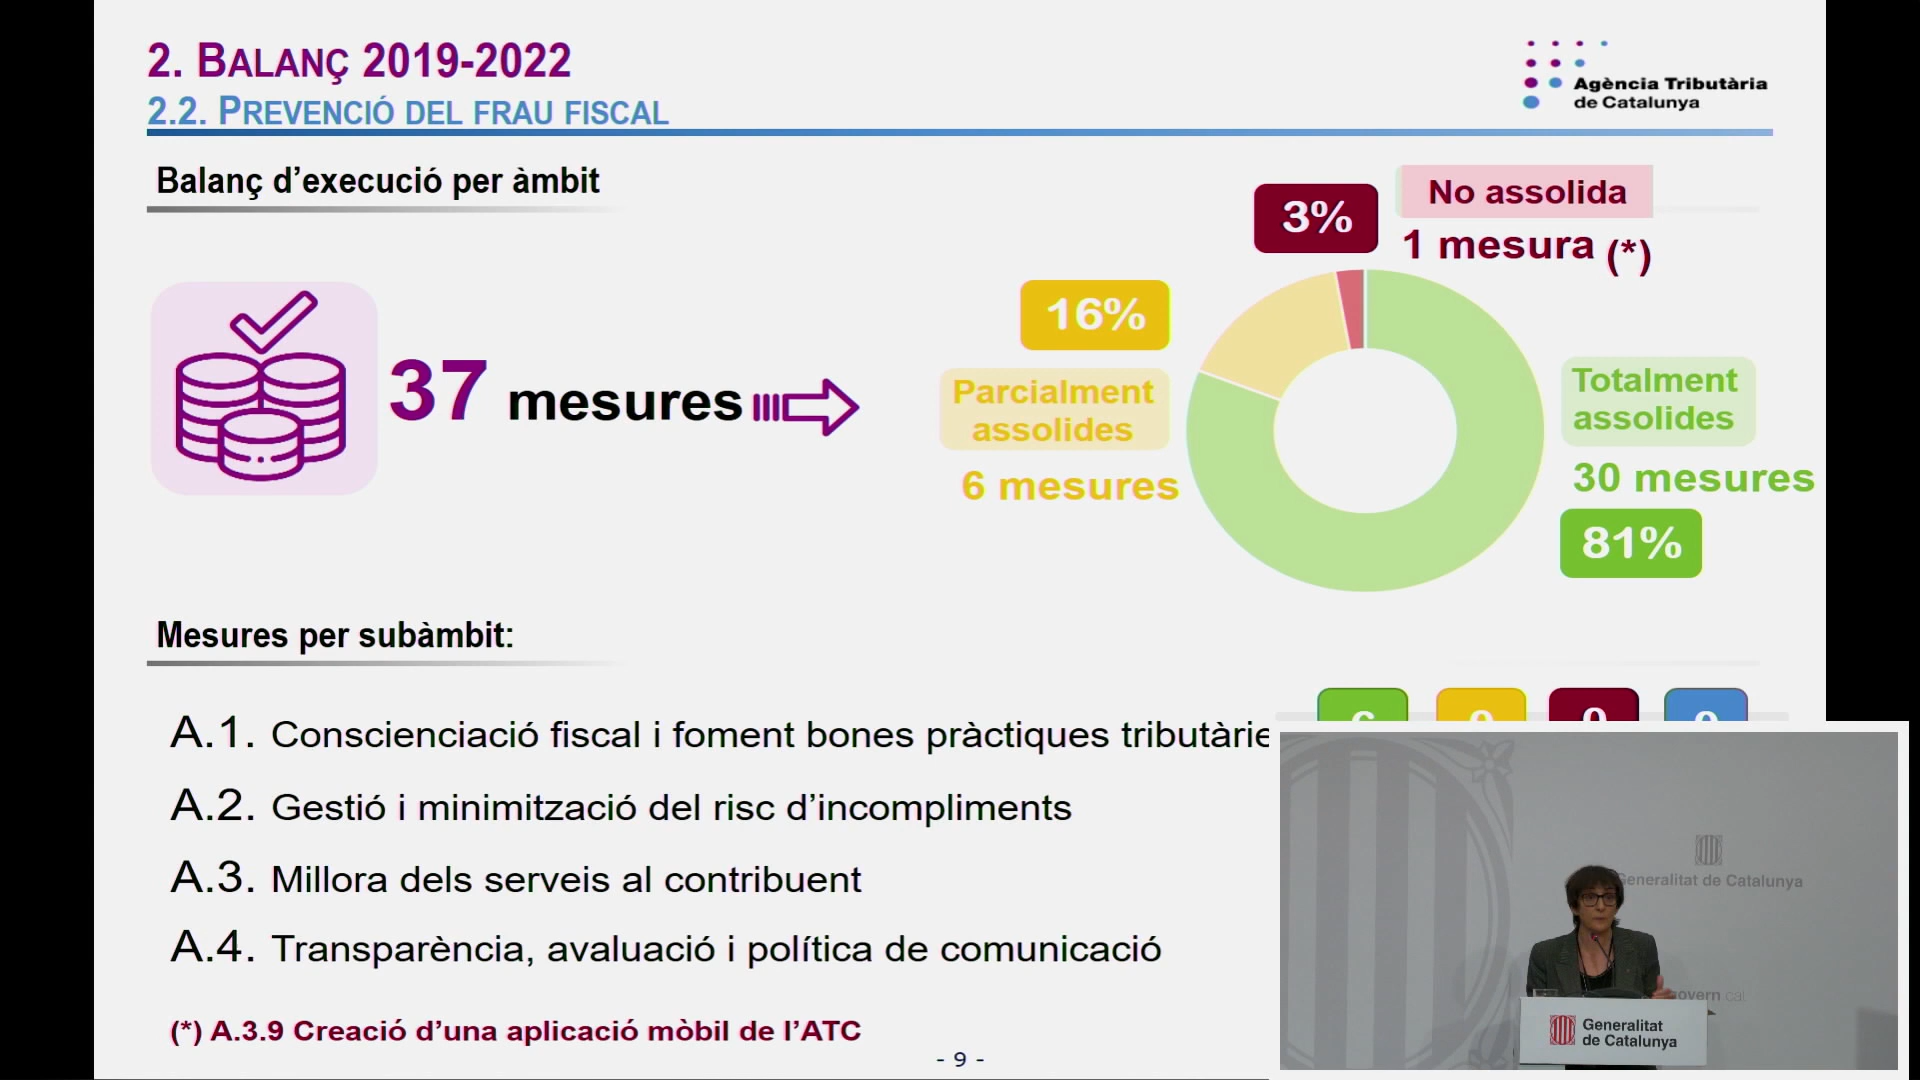 2. BALANÇ 2019-2022
2.2. PREVENCIÓ DEL FRAU FISCAL
Agència Tributària
de Catalunya
Balanç d’execució per àmbit
3%
No assolida
1 mesura (*)
16%
Parcialment
assolides
6 mesures
37 mesures
Totalment
assolides
30 mesures
81%
Mesures per subàmbit:
A.1. Conscienciació fiscal i foment bones pràctiques tributàrie
A.2. Gestió i minimització del risc d’incompliments
A.3. Millora dels serveis al contribuent
A.4. Transparència, avaluació i política de comunicació
(*) A.3.9 Creació d’una aplicació mòbil de l’ATC
- 9 -
Generalitat de Catalunya
govern.cat
Generalitat
de Catalunya